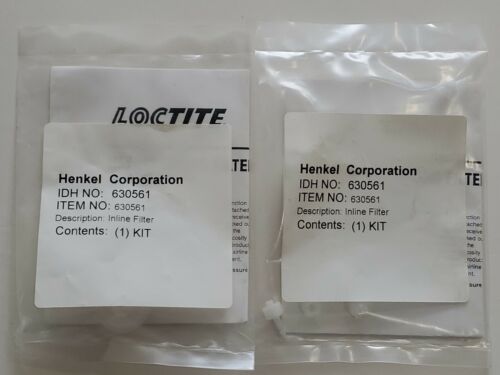 LOCTITE
Henkel Corporation
IDH NO: 630561
ITEM NO: 630561
Description: Inline Filter
Contents: (1) KIT
Henkel Corporation
IDH NO: 630561
ITEM NO: 630561
Description: Inline Filter
Contents: (1) KIT